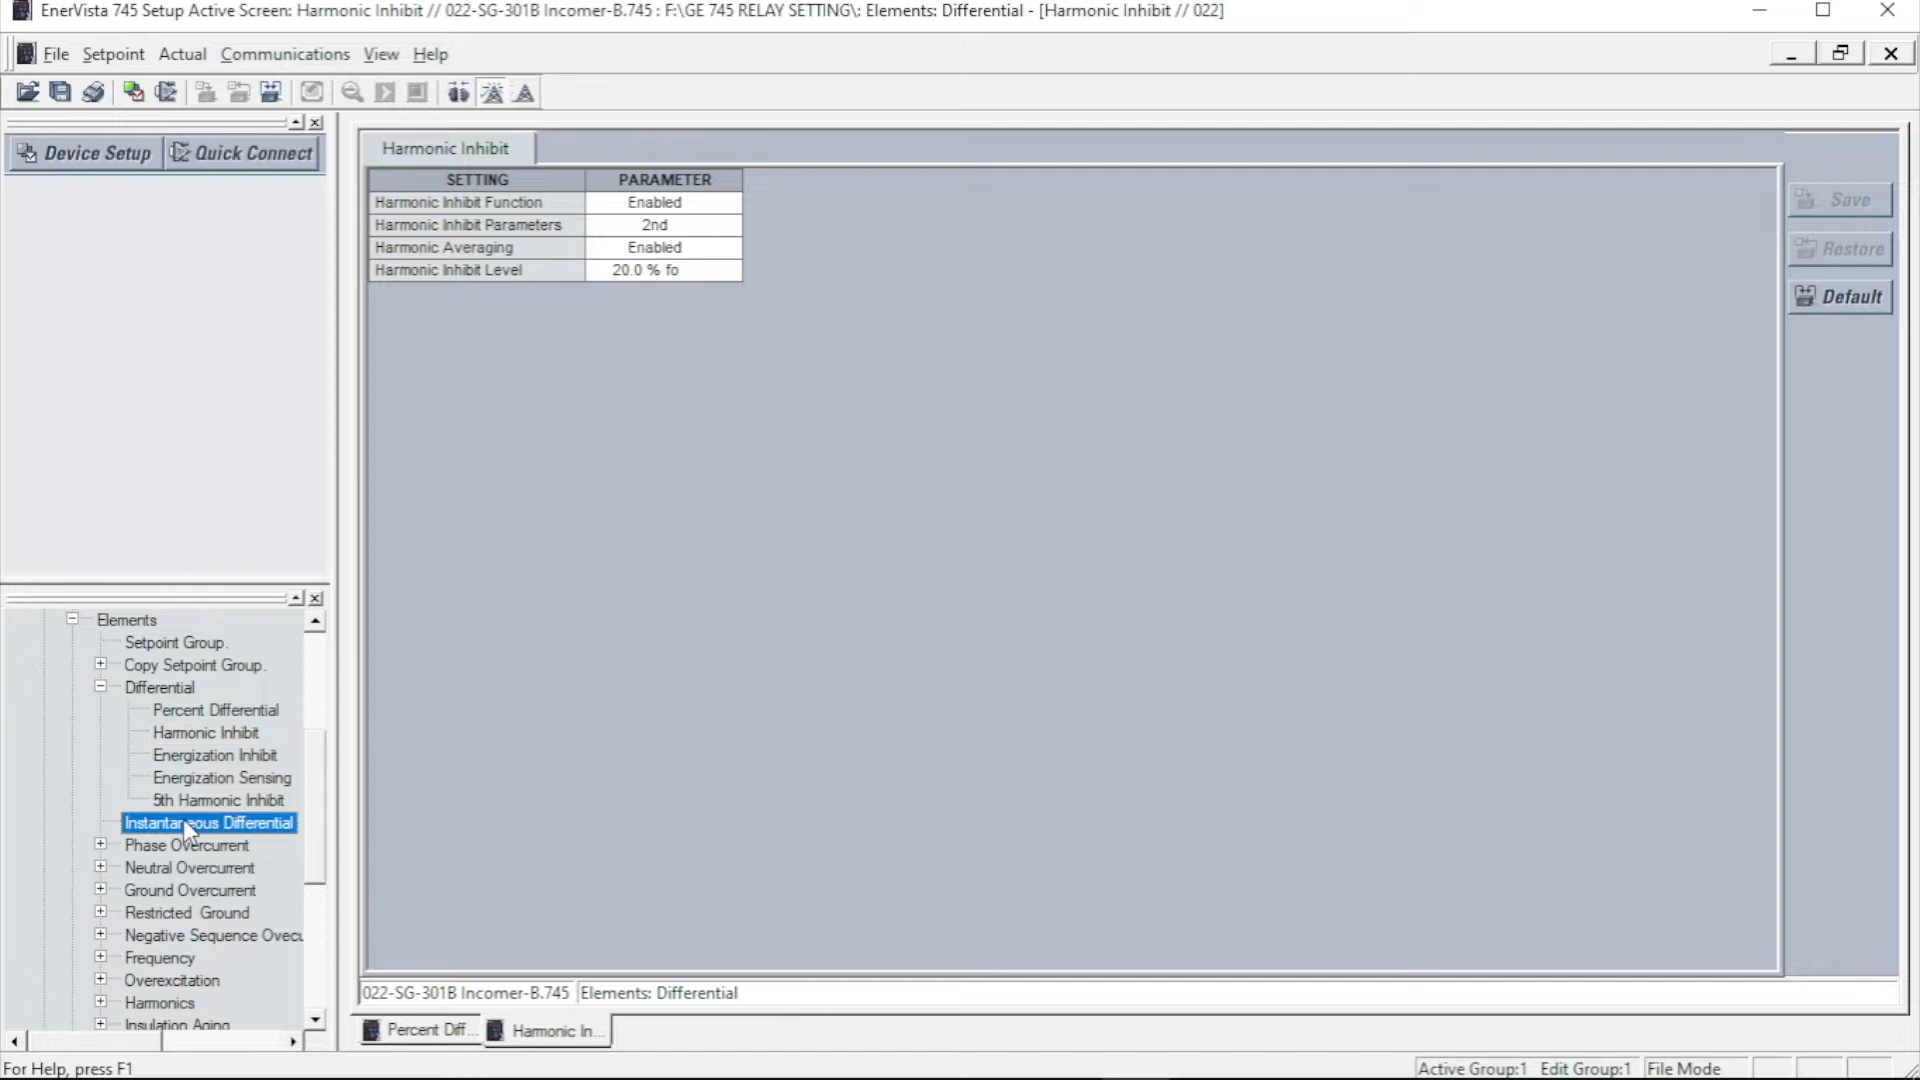 EnerVista 745 Setup Active Screen: Harmonic Inhibit // 022-SG-301B Incomer-B.745 : F:\GE 745 RELAY SETTING\; Elements: Differential - [Harmonic Inhibit // 022]
File Setpoint Actual Communications View Help
Device Setup Quick Connect
Harmonic Inhibit
SETTING PARAMETER
Harmonic Inhibit Function Enabled
Harmonic Inhibit Parameters 2nd
Harmonic Averaging Enabled
Harmonic Inhibit Level 20.0 % fo
Save
Restore
Default
Elements
Setpoint Group.
Copy Setpoint Group.
Differential
Percent Differential
Harmonic Inhibit
Energization Inhibit
Energization Sensing
5th Harmonic Inhibit
Instantaneous Differential
Phase Overcurrent
Neutral Overcurrent
Ground Overcurrent
Restricted Ground
Negative Sequence Overcu
Frequency
Overexcitation
Harmonics
Insulation Aging
022-SG-301B Incomer-B.745 Elements: Differential
Percent Diff... Harmonic In...
For Help, press F1 Active Group:1 Edit Group:1 File Mode